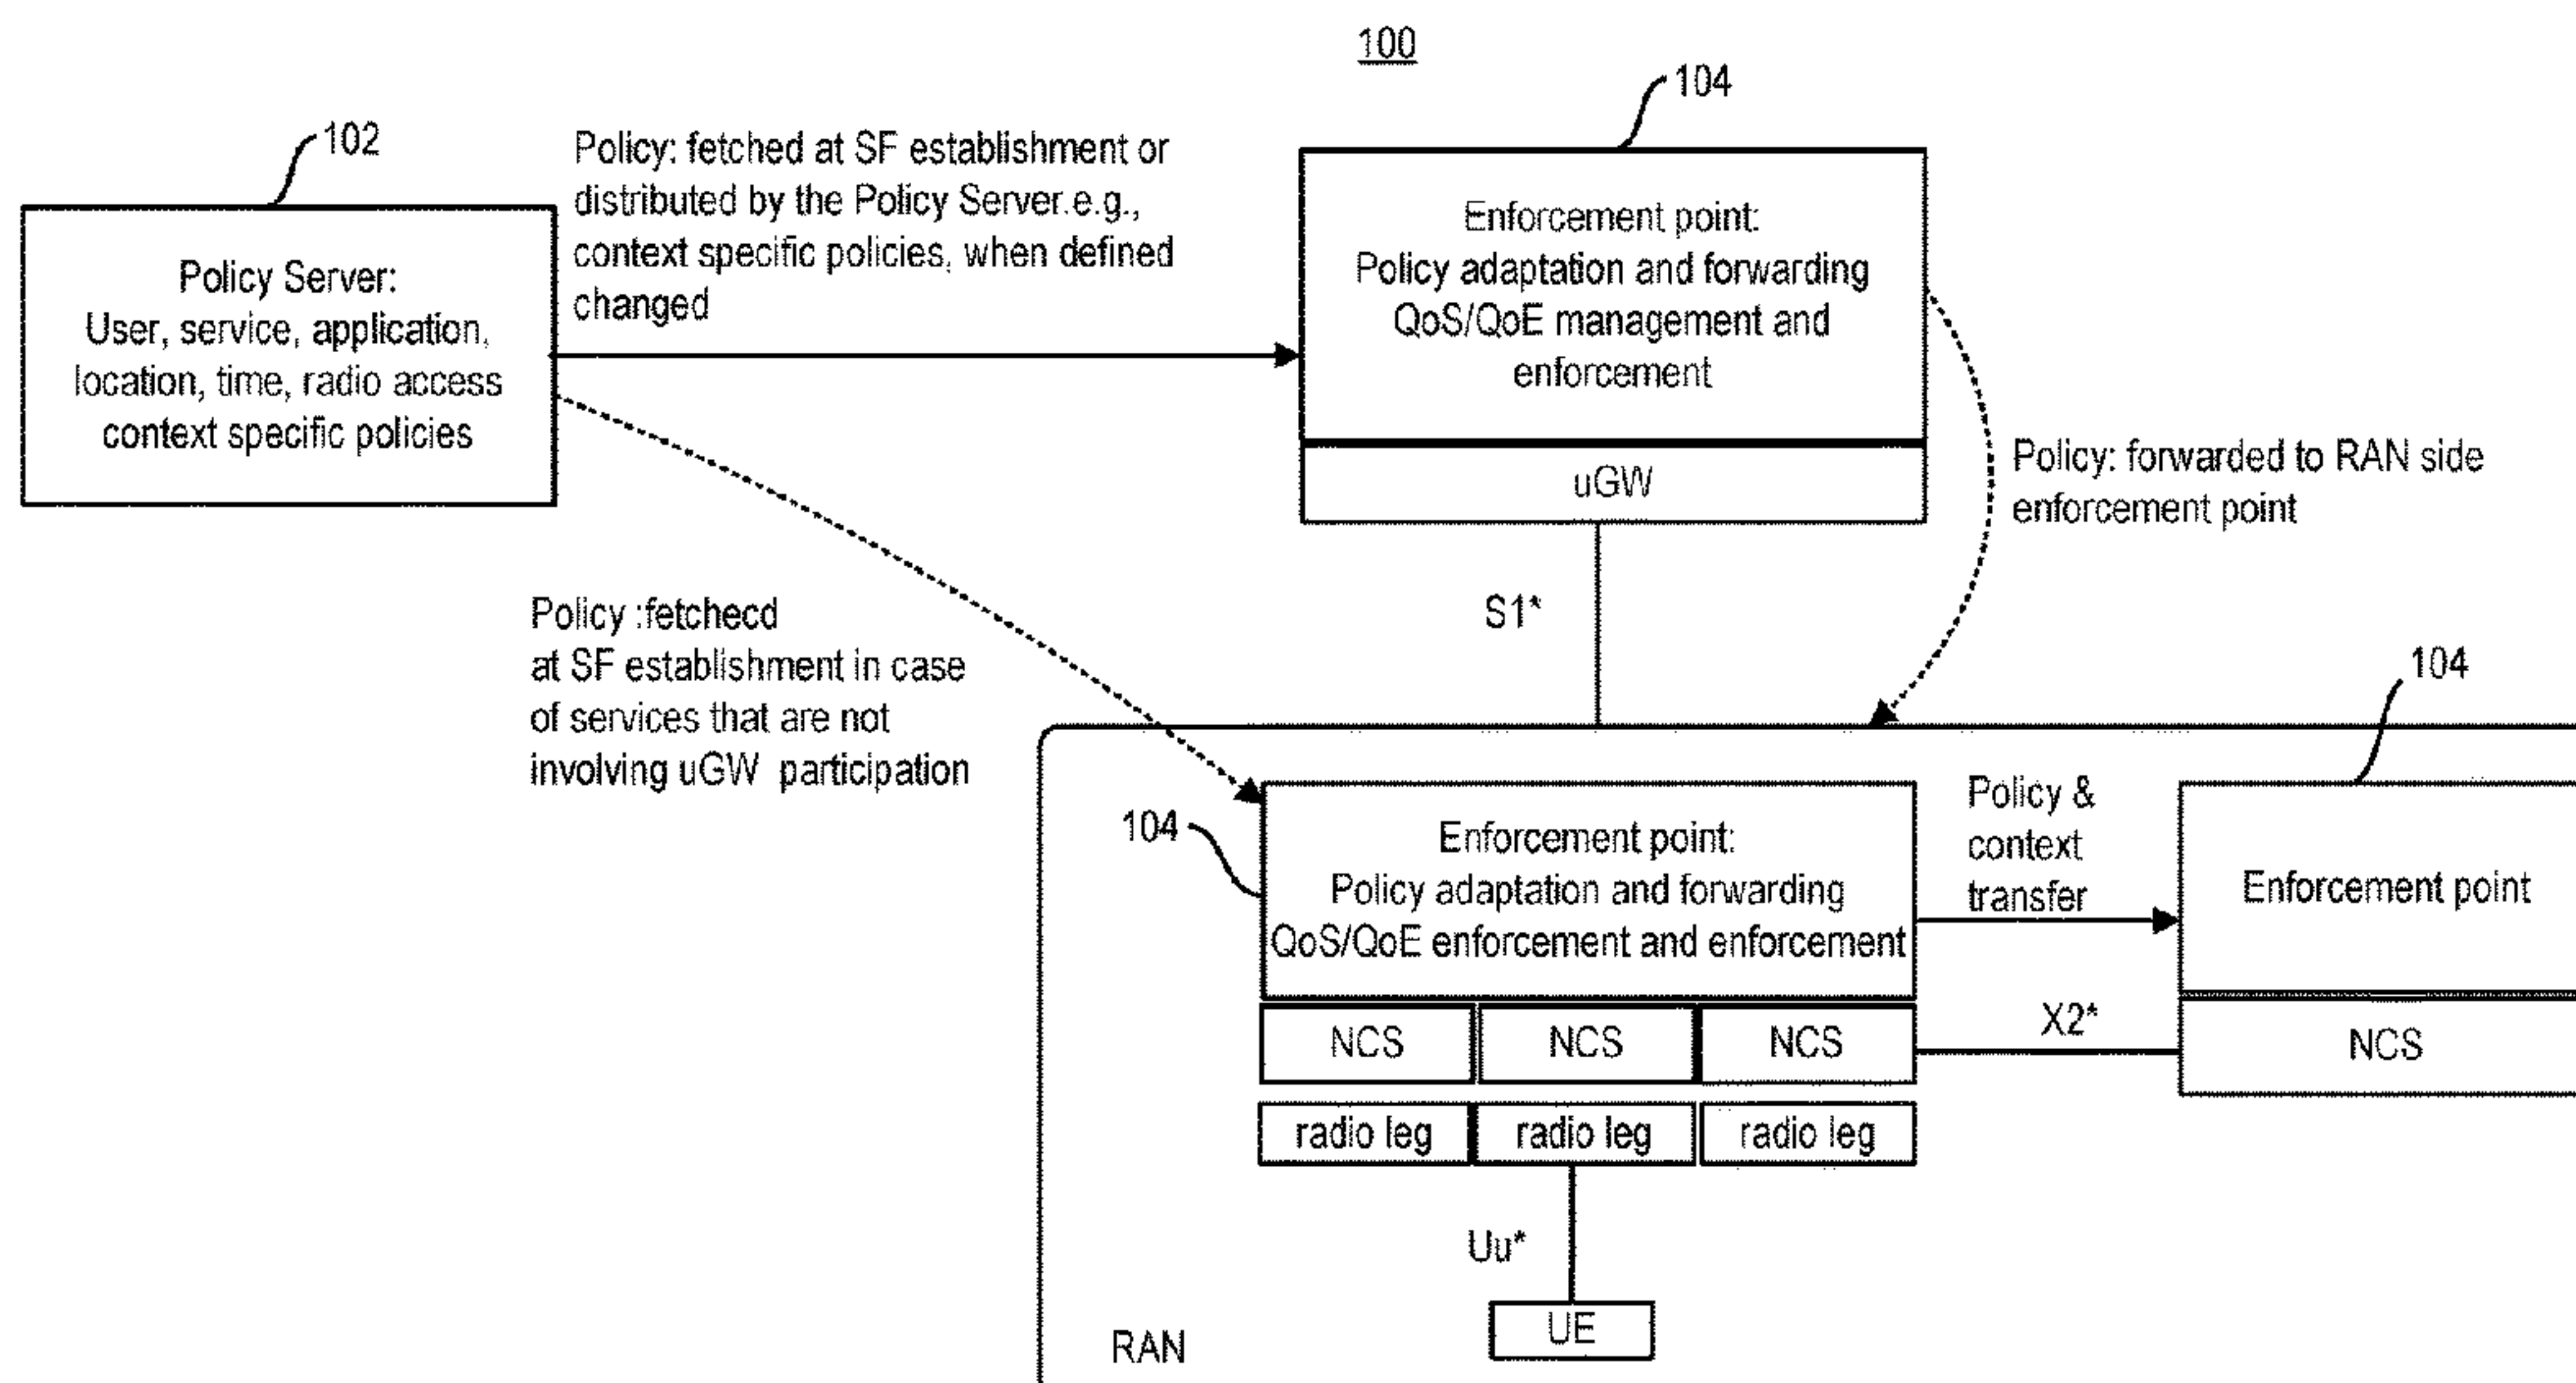 100
104
102
Policy: fetched at SF establishment or
distributed by the Policy Server.e.g.,
context specific policies, when defined
changed
Policy Server:
User, service, application,
location, time, radio access
context specific policies
Enforcement point:
Policy adaptation and forwarding
QoS/QoE management and
enforcement
uGW
Policy: forwarded to RAN side
enforcement point
S1*
Policy :fetchecd
at SF establishment in case
of services that are not
involving uGW participation
104
104
Enforcement point:
Policy adaptation and forwarding
QoS/QoE enforcement and enforcement
Policy &
context
transfer
Enforcement point
NCS
NCS
NCS
X2*
NCS
radio leg
radio leg
radio leg
Uu*
UE
RAN